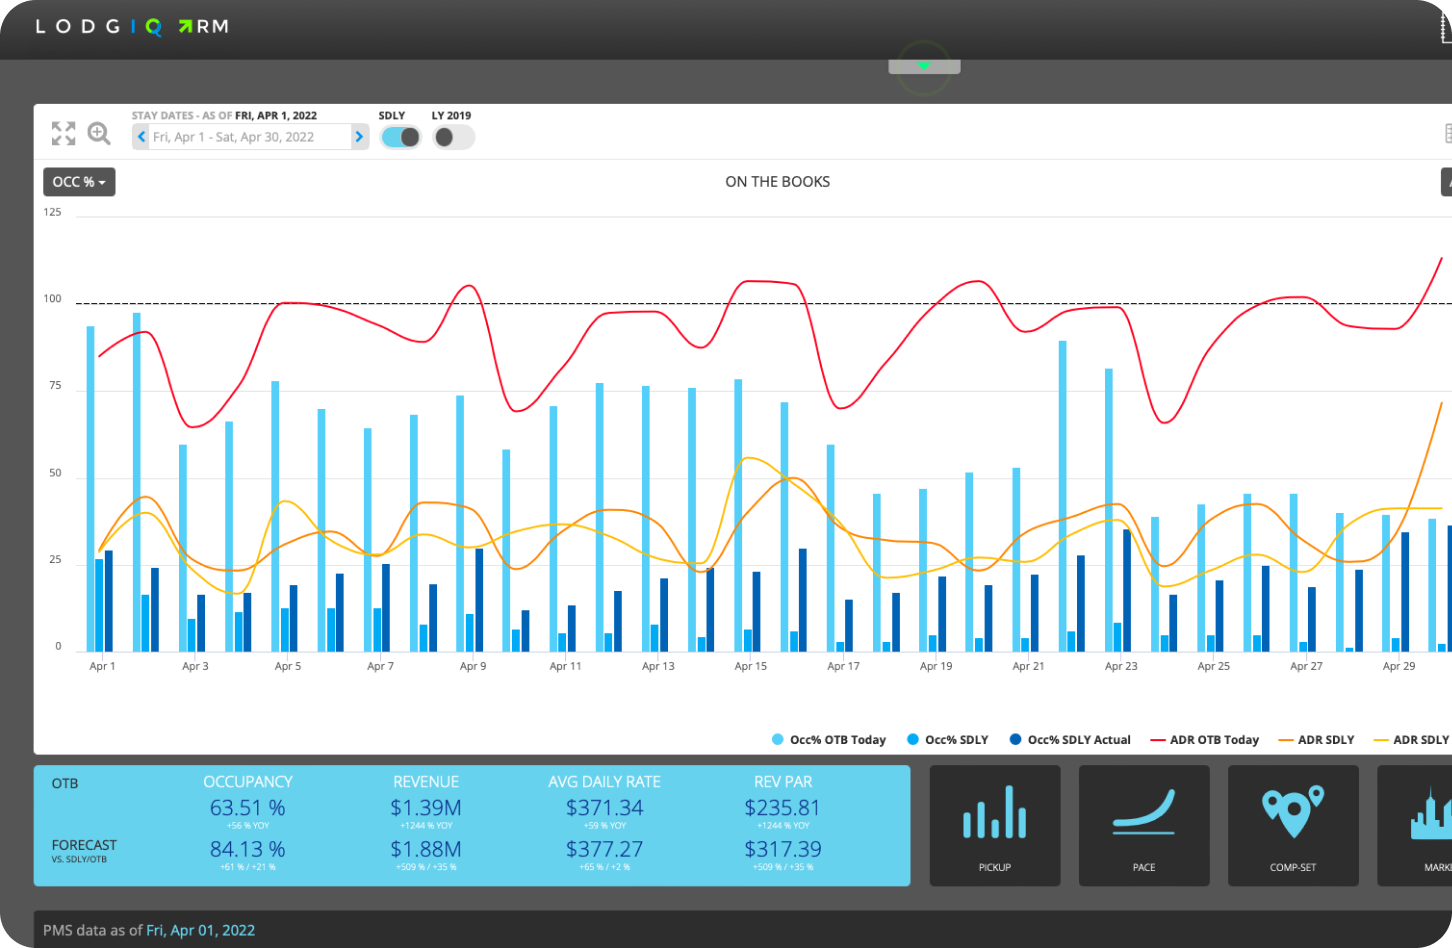 LODGIQ RM
STAY DATES - AS OF FRI, APR 1, 2022
SDLY
LY 2019
Fri, Apr 1 - Sat, Apr 30, 2022
OCC %
ON THE BOOKS
125
100
75
50
25
0
Apr 1
Apr 3
Apr 5
Apr 7
Apr 9
Apr 11
Apr 13
Apr 15
Apr 17
Apr 19
Apr 21
Apr 23
Apr 25
Apr 27
Apr 29
Occ% OTB Today
Occ% SDLY
Occ% SDLY Actual
ADR OTB Today
ADR SDLY
ADR SDLY
OTB
OCCUPANCY
REVENUE
AVG DAILY RATE
REV PAR
63.51 %
$1.39M
$371.34
$235.81
+56 % YOY
+1244 % YOY
+59 % YOY
+1244 % YOY
FORECAST
84.13 %
$1.88M
$377.27
$317.39
VS. SDLY/OTB
+61 % / +21 %
+509 % / +35 %
+65 % / +2 %
+509 % / +35 %
PICKUP
PACE
COMP-SET
PMS data as of Fri, Apr 01, 2022